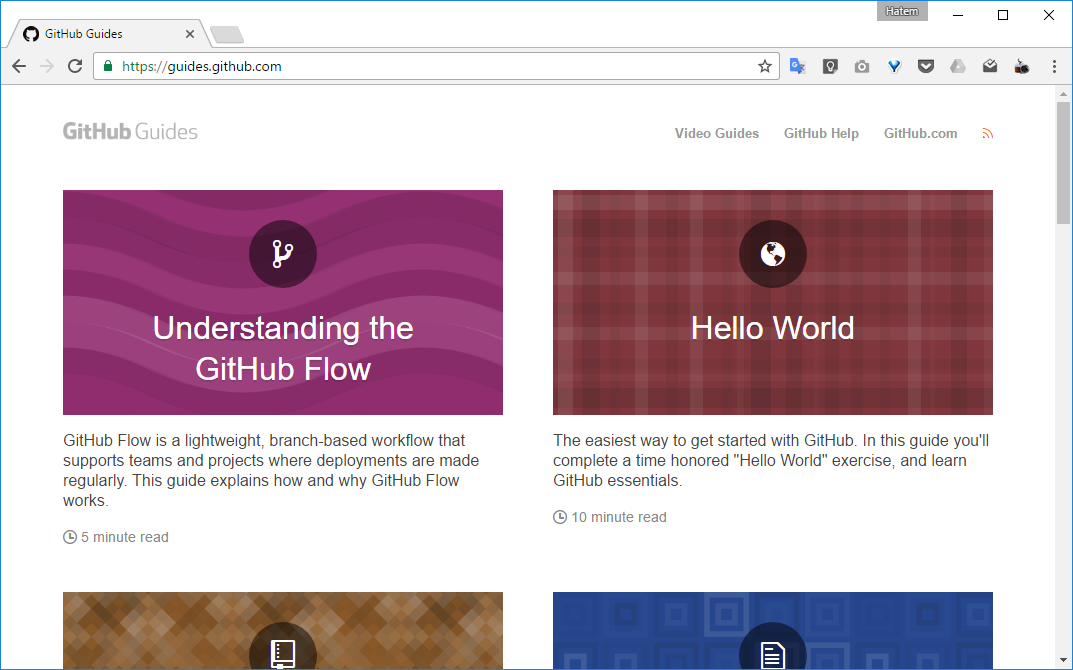 Hatem
GitHub Guides
https://guides.github.com
GitHub Guides
Video Guides
GitHub Help
GitHub.com
Understanding the
GitHub Flow
GitHub Flow is a lightweight, branch-based workflow that
supports teams and projects where deployments are made
regularly. This guide explains how and why GitHub Flow
works.
5 minute read
Hello World
The easiest way to get started with GitHub. In this guide you'll
complete a time honored "Hello World" exercise, and learn
GitHub essentials.
10 minute read